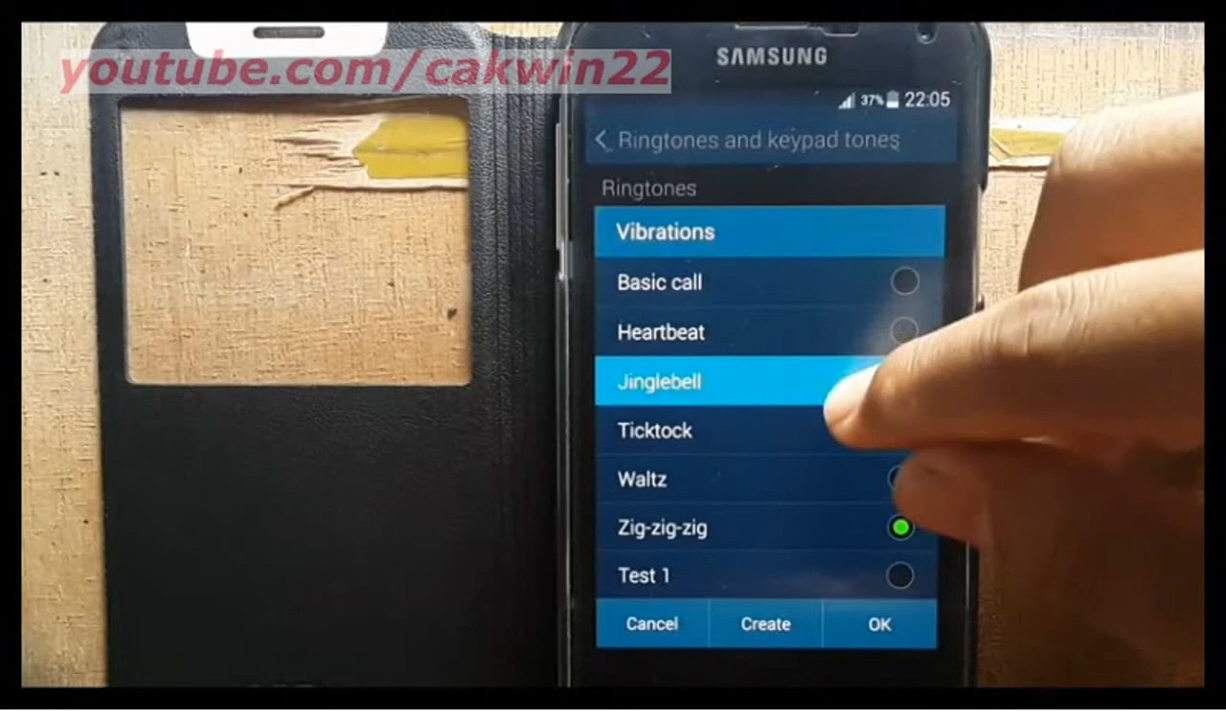 youtube.com/cakwin22
SAMSUNG
37% 22:05
Ringtones and keypad tones
Ringtones
Vibrations
Basic call
Heartbeat
Jinglebell
Ticktock
Waltz
Zig-zig-zig
Test 1
Cancel Create OK